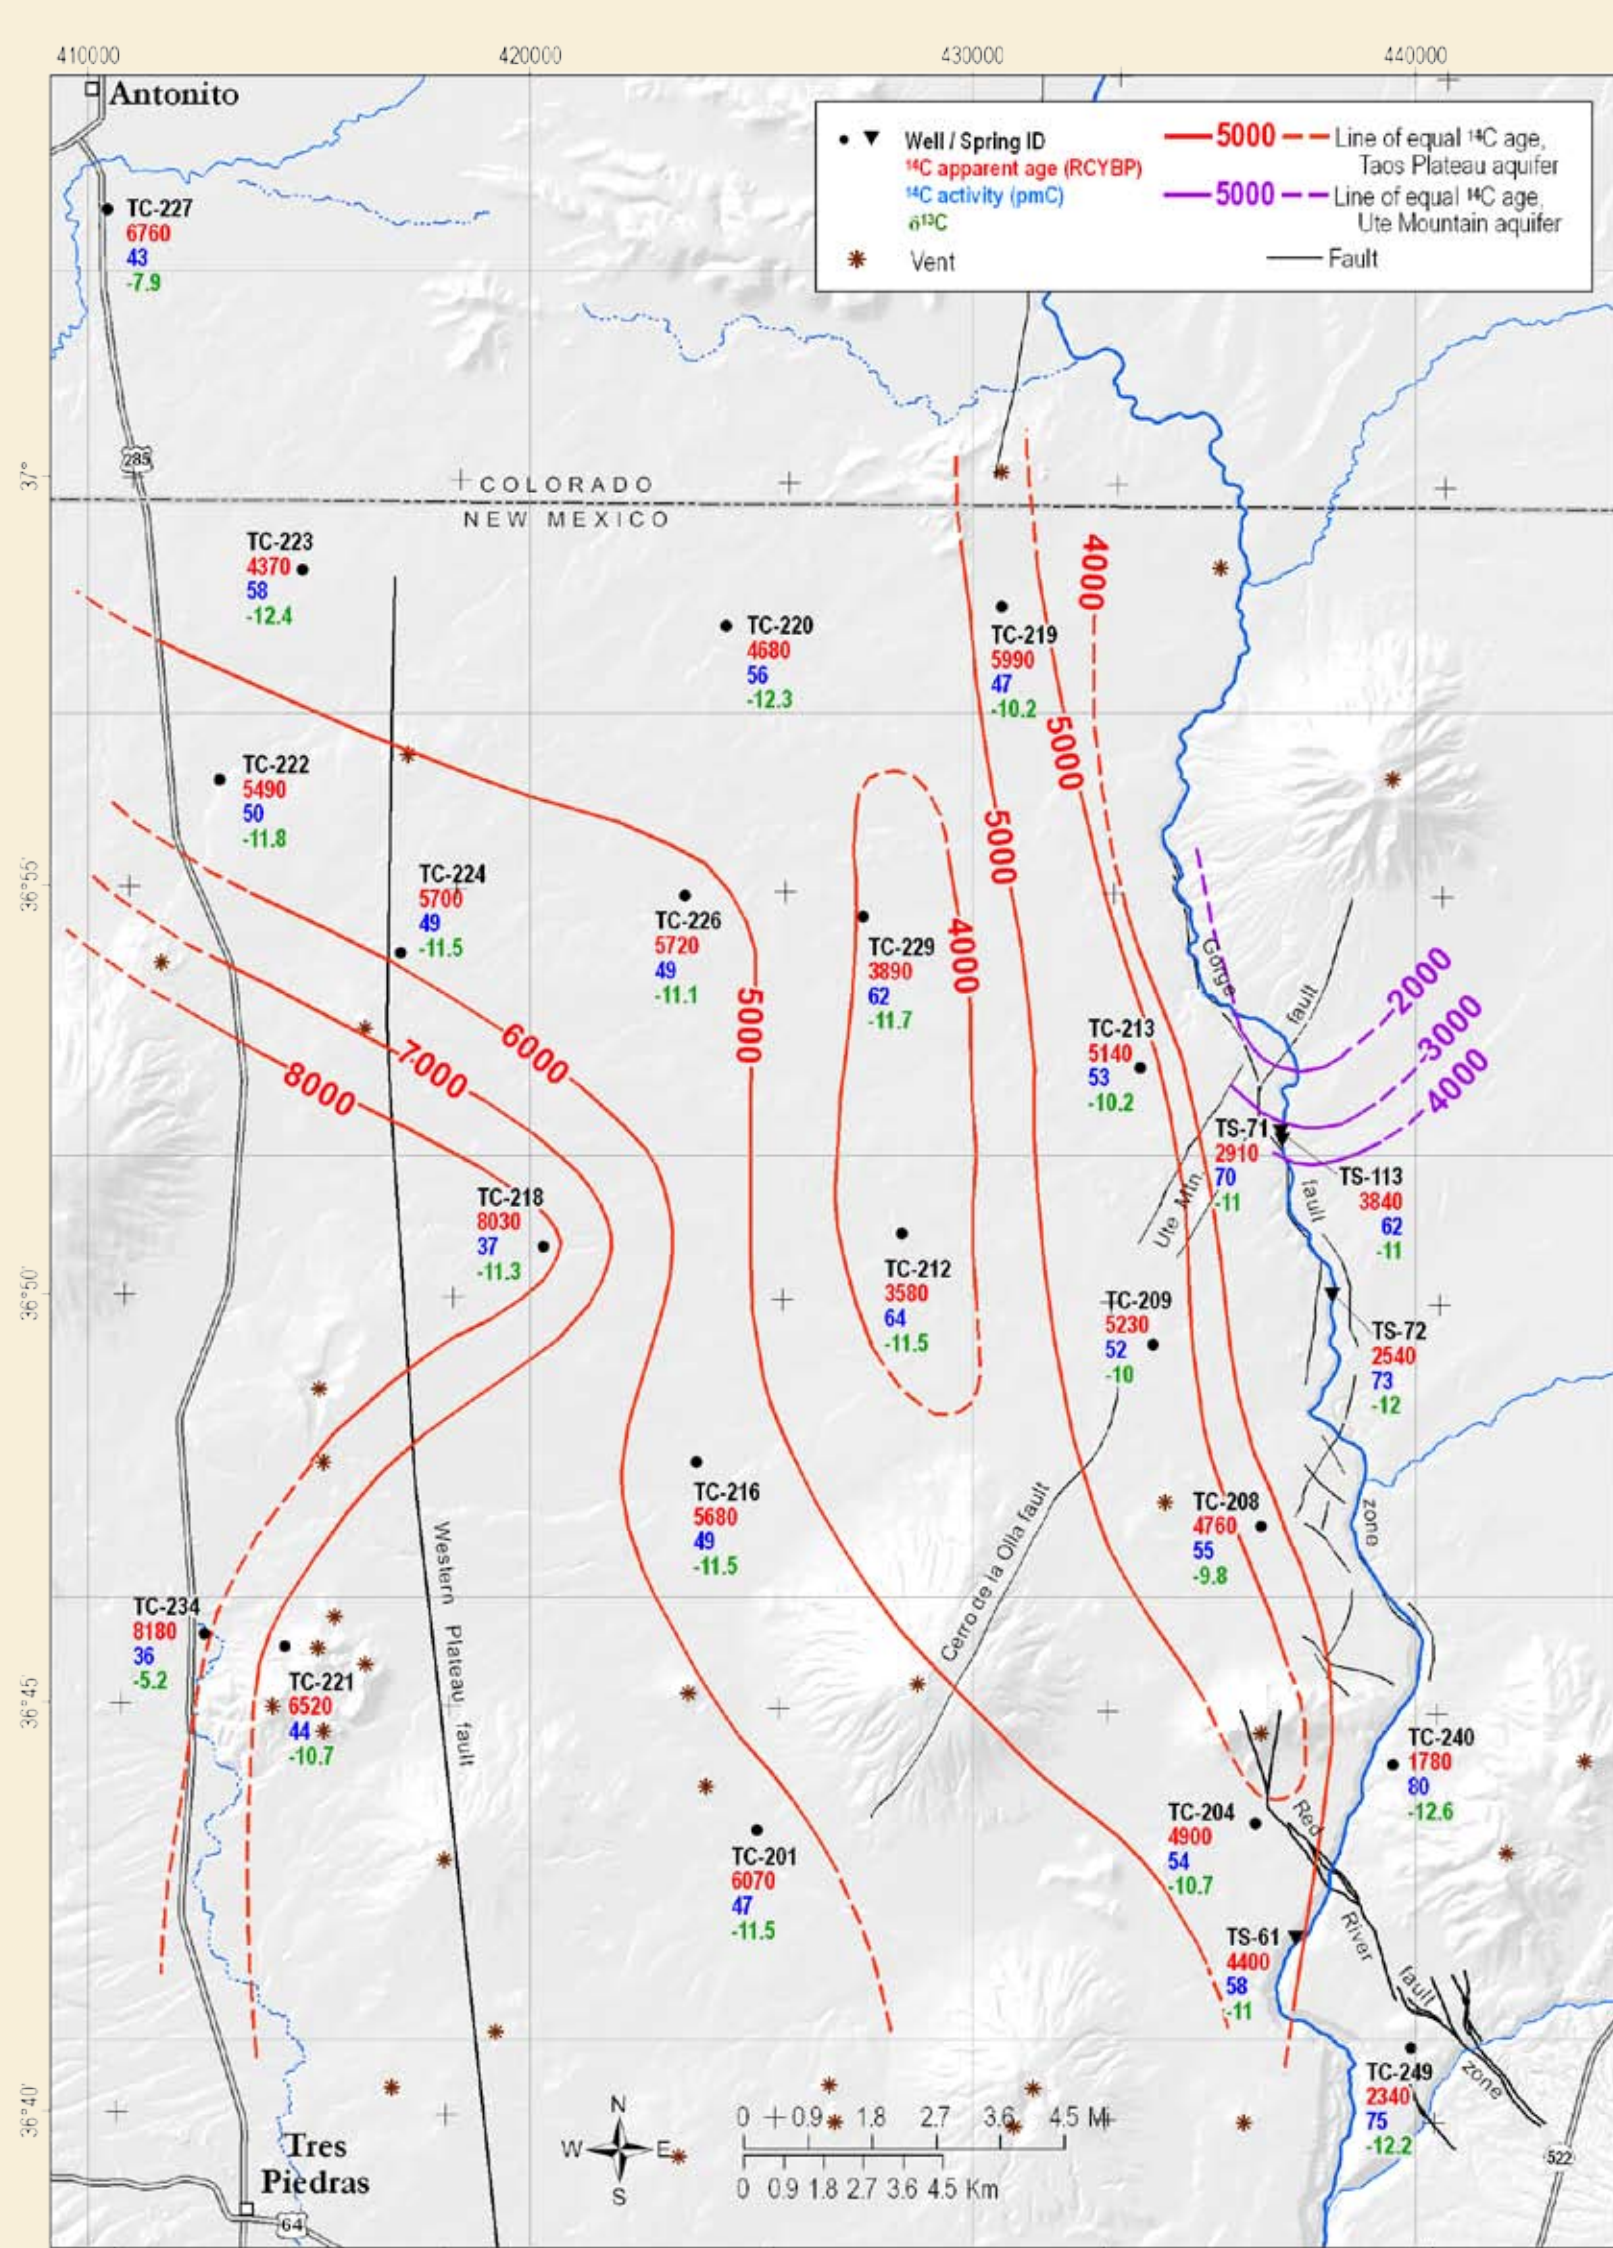 410000
420000
430000
440000
Antonito
Well / Spring ID
¹⁴C apparent age (RCYBP)
¹⁴C activity (pmC)
δ¹³C
Vent
5000
Line of equal ¹⁴C age,
Taos Plateau aquifer
5000
Line of equal ¹⁴C age,
Ute Mountain aquifer
Fault
TC-227
6760
43
-7.9
285
37°
COLORADO
NEW MEXICO
TC-223
4370
58
-12.4
TC-220
4680
56
-12.3
TC-219
5990
47
-10.2
4000
5000
TC-222
5490
50
-11.8
5000
36°55'
TC-224
5700
49
-11.5
TC-226
5720
49
-11.1
TC-229
3890
62
-11.7
4000
5000
Gorge
fault
2000
3000
4000
6000
7000
8000
TC-213
5140
53
-10.2
TS-71
2910
70
-11
TS-113
3840
62
-11
Ute Mtn.
fault
TC-218
8030
37
-11.3
TC-212
3580
64
-11.5
36°50'
TC-209
5230
52
-10
TS-72
2540
73
-12
zone
TC-216
5680
49
-11.5
TC-208
4760
55
-9.8
Cerro de la Olla fault
Western Plateau fault
TC-234
8180
36
-5.2
TC-221
6520
44
-10.7
36°45'
TC-240
1780
80
-12.6
TC-204
4900
54
-10.7
Red
River
fault
zone
TC-201
6070
47
-11.5
TS-61
4400
58
-11
TC-249
2340
75
-12.2
36°40'
522
Tres
Piedras
64
N
W
E
S
0 0.9 1.8 2.7 3.6 4.5 Mi
0 0.9 1.8 2.7 3.6 4.5 Km